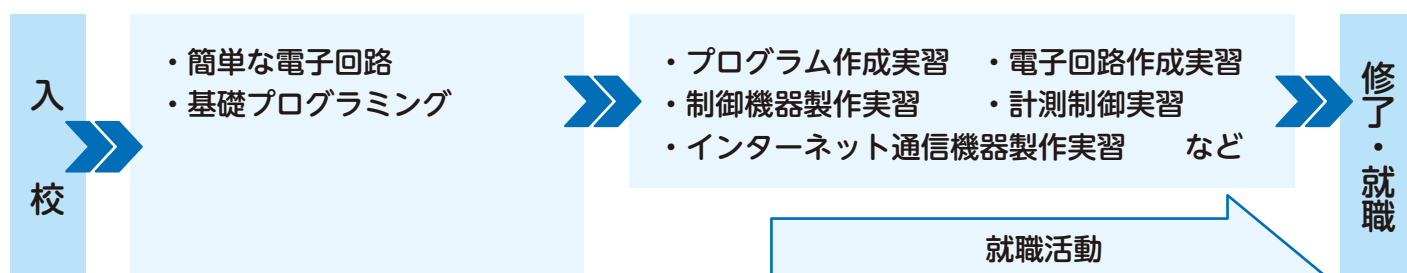 入校
・簡単な電子回路
・基礎プログラミング
・プログラム作成実習　・電子回路作成実習
・制御機器製作実習　・計測制御実習
・インターネット通信機器製作実習　など
就職活動
修了・就職